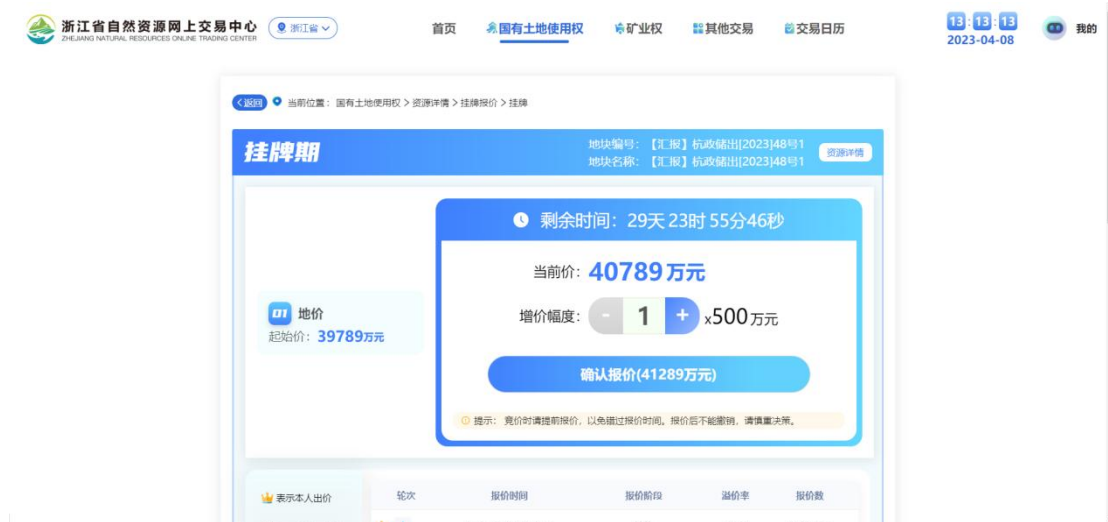 浙江省自然资源网上交易中心
ZHEJIANG NATURAL RESOURCES ONLINE TRADING CENTER
浙江省
首页 国有土地使用权 矿业权 其他交易 交易日历
13:13:13
2023-04-08
我的
返回 当前位置: 国有土地使用权 > 资源详情 > 挂牌报价 > 挂牌
挂牌期
地块编号: 【汇报】杭政储出[2023]48号1
地块名称: 【汇报】杭政储出[2023]48号1
资源详情
剩余时间: 29天 23时 55分46秒
01 地价
起始价: 39789万元
当前价: 40789万元
增价幅度: - 1 + x500万元
确认报价(41289万元)
提示: 竞价时请提前报价，以免错过报价时间。报价后不能撤销，请慎重决策。
表示本人出价
轮次 报价时间 报价阶段 溢价率 报价数